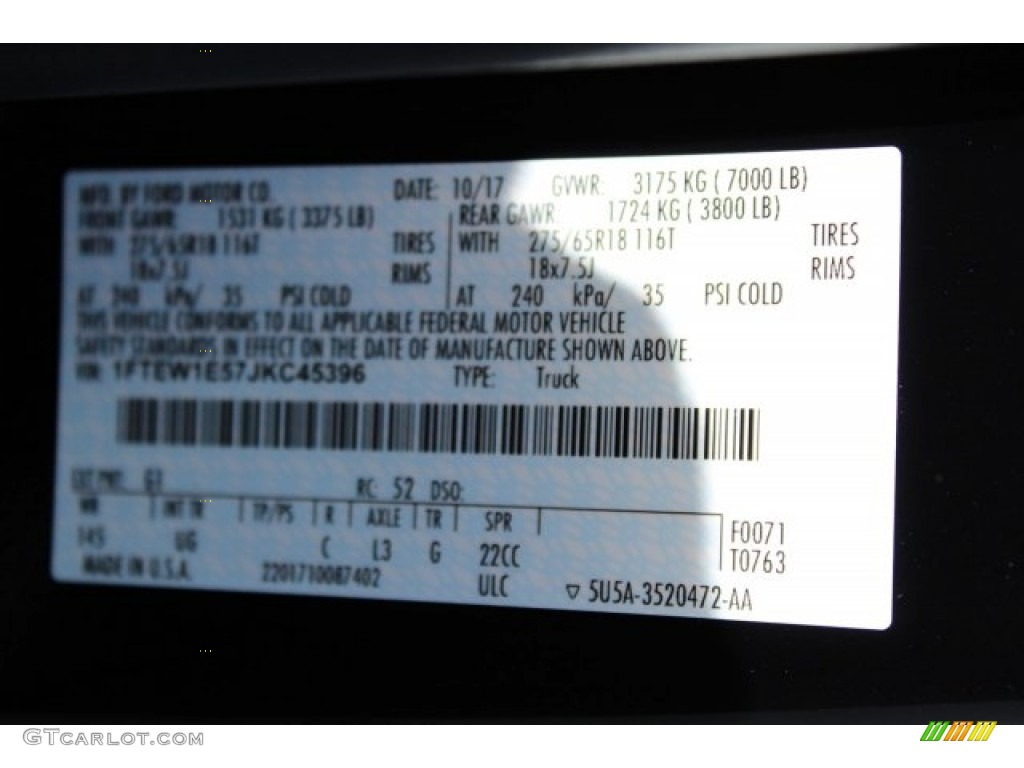 MFD. BY FORD MOTOR CO. DATE: 10/17 GVWR: 3175 KG ( 7000 LB)
FRONT GAWR: 1531 KG ( 3375 LB) REAR GAWR: 1724 KG ( 3800 LB)
WITH 275/65R18 116T TIRES WITH 275/65R18 116T TIRES
18x7.5J RIMS 18x7.5J RIMS
AT 240 kPa/ 35 PSI COLD AT 240 kPa/ 35 PSI COLD
THIS VEHICLE CONFORMS TO ALL APPLICABLE FEDERAL MOTOR VEHICLE
SAFETY STANDARDS IN EFFECT ON THE DATE OF MANUFACTURE SHOWN ABOVE.
VIN: 1FTEW1E57JKC45396 TYPE: Truck
EXT PNT: G1 RC: 52 DSO:
WB INT TR TP/PS R AXLE TR SPR F0071
145 UG C L3 G 22CC T0763
MADE IN U.S.A. 2201710087402 ULC ▽ 5U5A-3520472-AA
GTCARLOT.COM